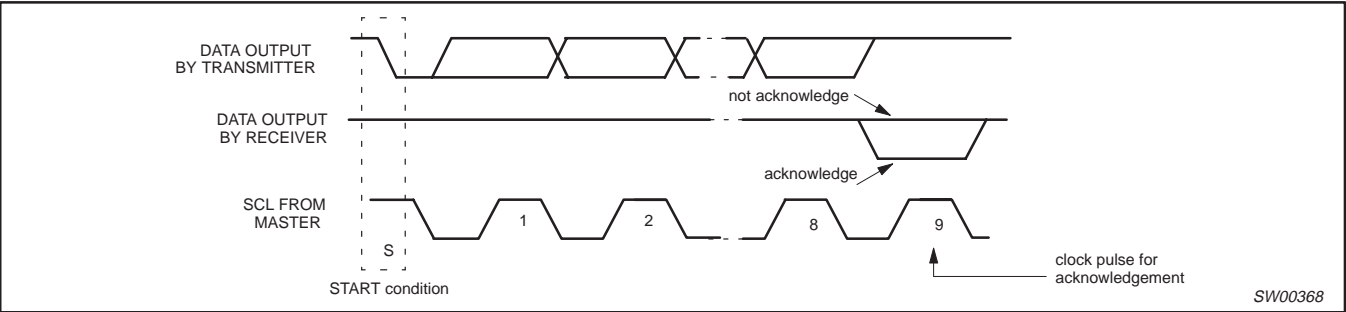 DATA OUTPUT
BY TRANSMITTER
not acknowledge
DATA OUTPUT
BY RECEIVER
acknowledge
SCL FROM
MASTER
1
2
8
9
S
clock pulse for
acknowledgement
START condition
SW00368